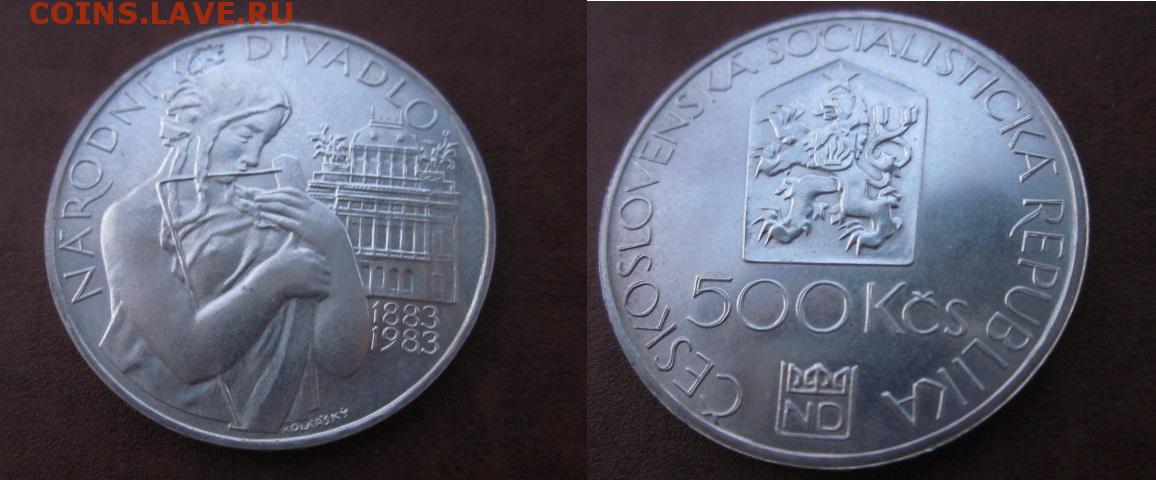 COINS.LAVE.RU
NÁRODNÍ DIVADLO
1883
1983
KOLÁŘSKÝ
ČESKOSLOVENSKÁ SOCIALISTICKÁ REPUBLIKA
500 Kčs
ND